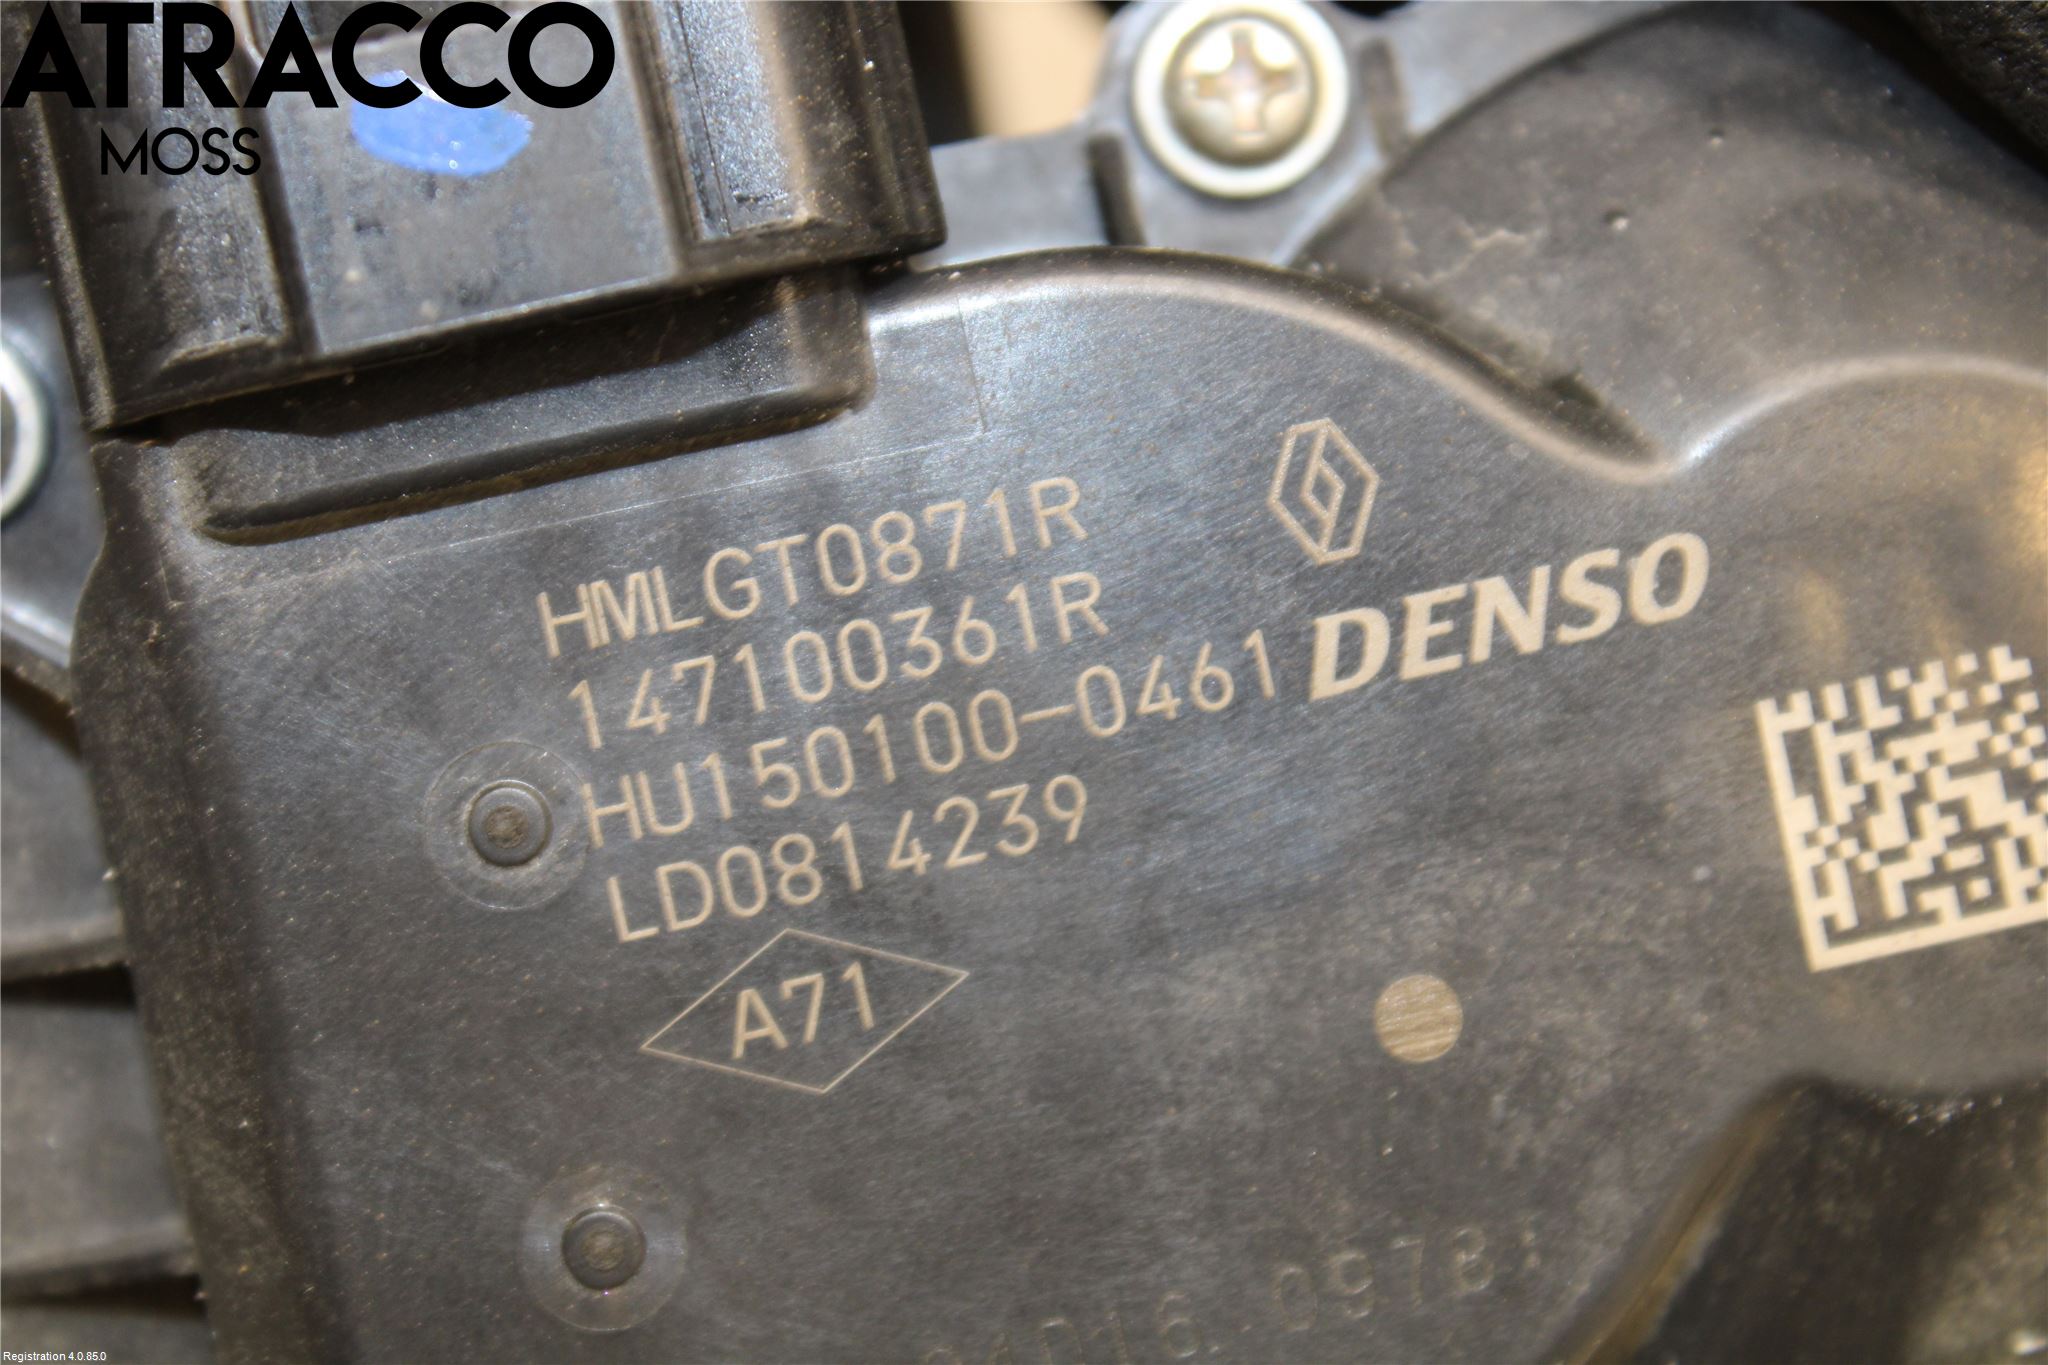 ATRACCO
MOSS
HMLGT0871R
147100361R
HU150100-0461 DENSO
LD0814239
A71
Registration 4.0.85.0